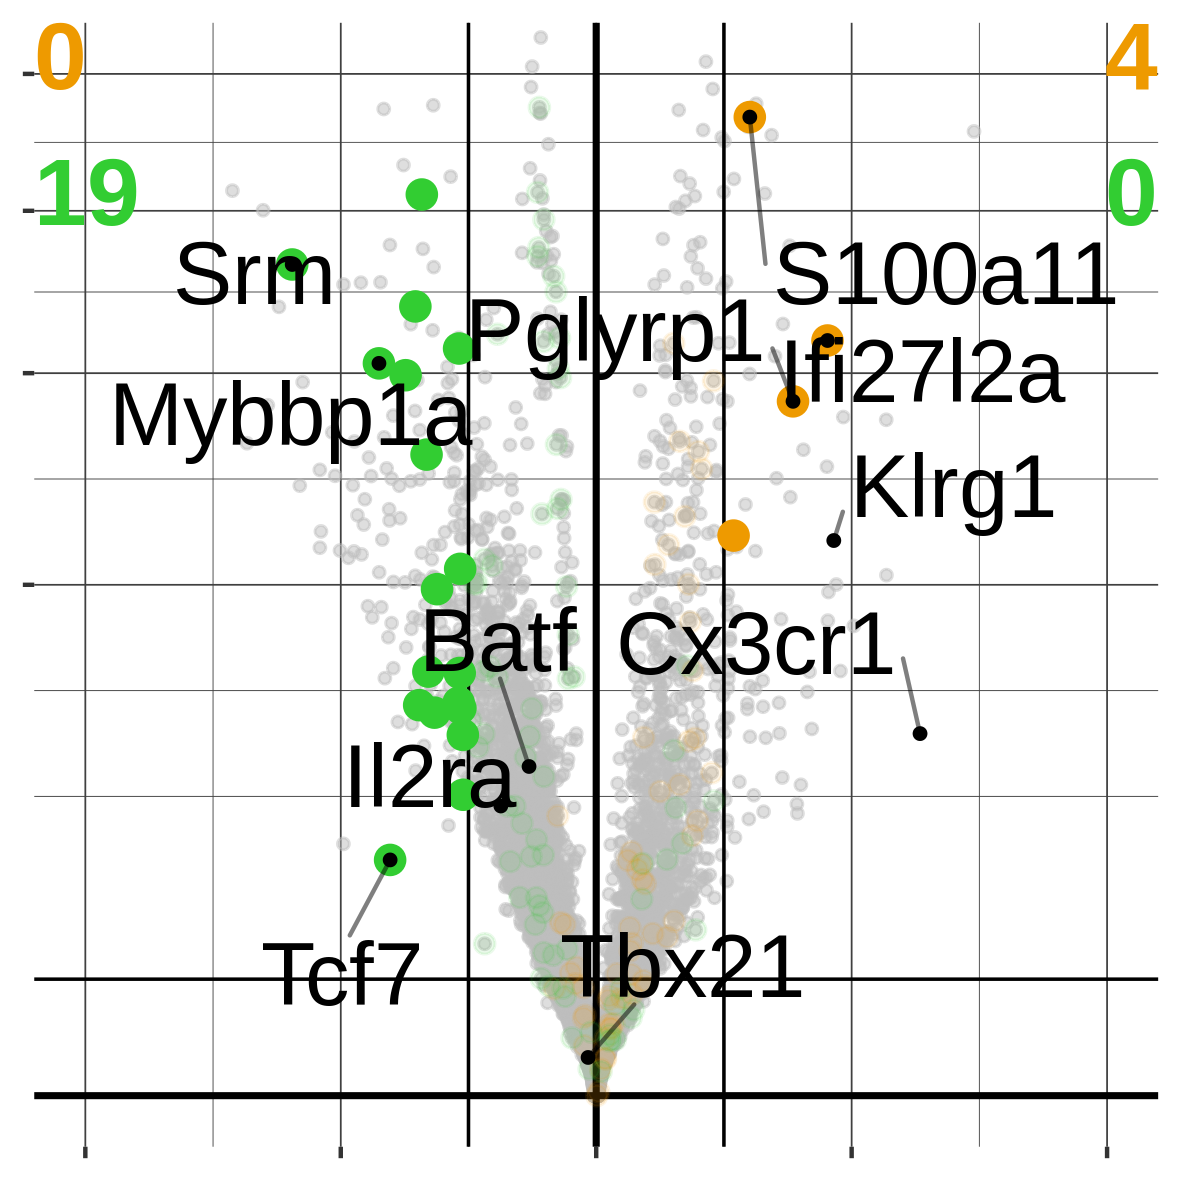 0
4
19
0
Srm
S100a11
Pglyrp1
Ifi27l2a
Mybbp1a
Klrg1
Batf
Cx3cr1
Il2ra
Tcf7
Tbx21